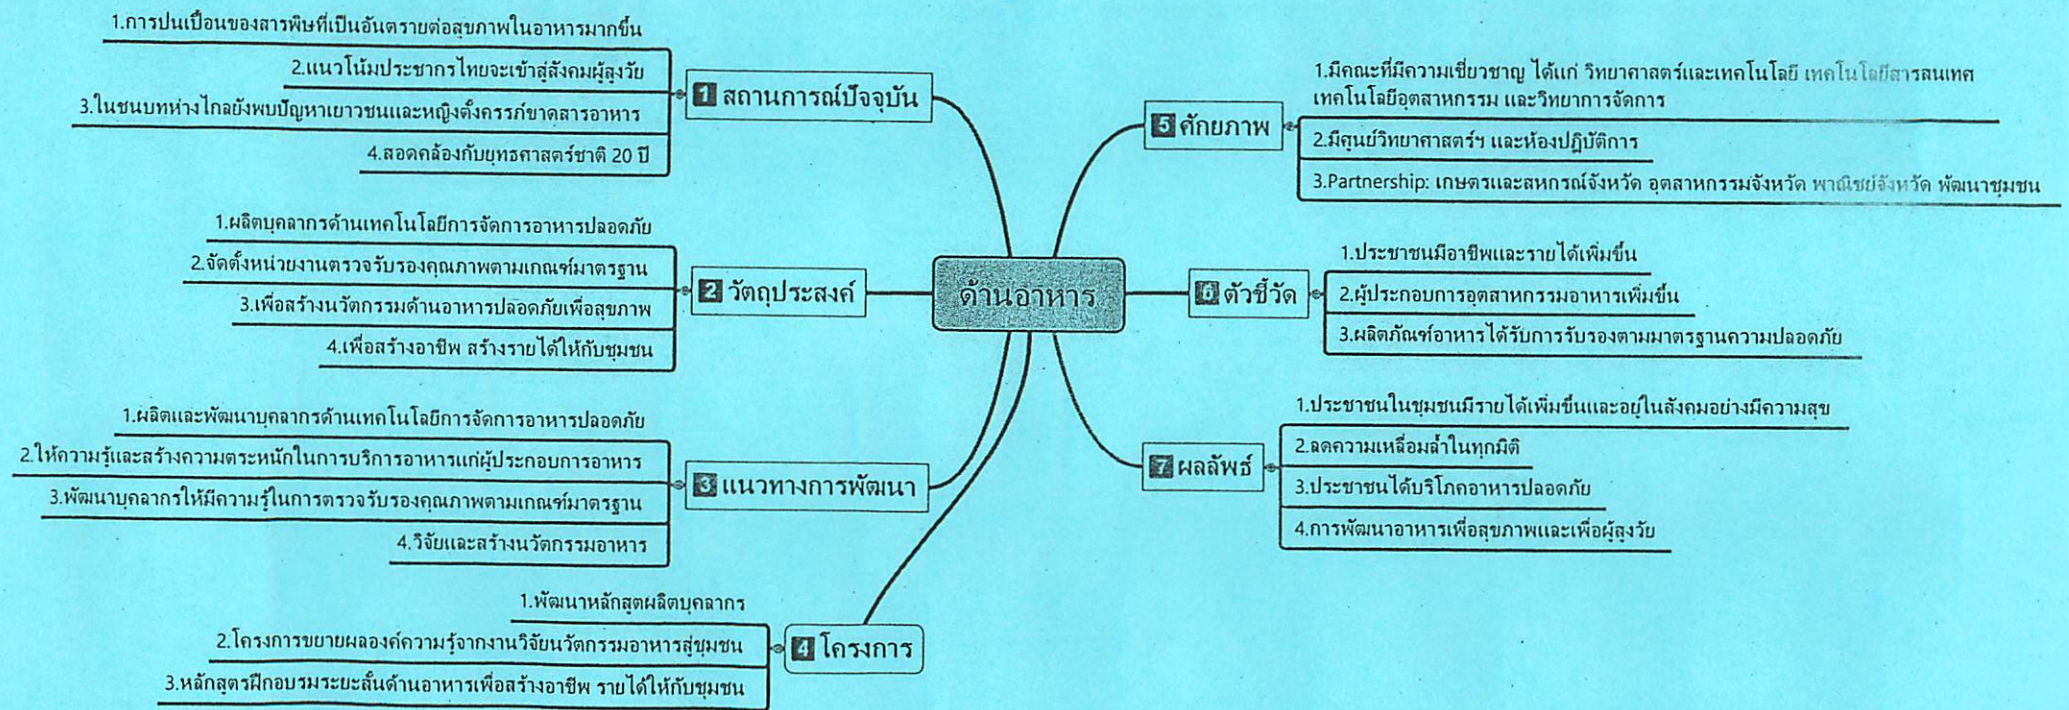 ด้านอาหาร
1 สถานการณ์ปัจจุบัน
1.การปนเปื้อนของสารพิษที่เป็นอันตรายต่อสุขภาพในอาหารมากขึ้น
2.แนวโน้มประชากรไทยจะเข้าสู่สังคมผู้สูงวัย
3.ในชนบทห่างไกลยังพบปัญหาเยาวชนและหญิงตั้งครรภ์ขาดสารอาหาร
4.สอดคล้องกับยุทธศาสตร์ชาติ 20 ปี
2 วัตถุประสงค์
1.ผลิตบุคลากรด้านเทคโนโลยีการจัดการอาหารปลอดภัย
2.จัดตั้งหน่วยงานตรวจรับรองคุณภาพตามเกณฑ์มาตรฐาน
3.เพื่อสร้างนวัตกรรมด้านอาหารปลอดภัยเพื่อสุขภาพ
4.เพื่อสร้างอาชีพ สร้างรายได้ให้กับชุมชน
3 แนวทางการพัฒนา
1.ผลิตและพัฒนาบุคลากรด้านเทคโนโลยีการจัดการอาหารปลอดภัย
2.ให้ความรู้และสร้างความตระหนักในการบริการอาหารแก่ผู้ประกอบการอาหาร
3.พัฒนาบุคลากรให้มีความรู้ในการตรวจรับรองคุณภาพตามเกณฑ์มาตรฐาน
4.วิจัยและสร้างนวัตกรรมอาหาร
4 โครงการ
1.พัฒนาหลักสูตผลิตบุคลากร
2.โครงการขยายผลองค์ความรู้จากงานวิจัยนวัตกรรมอาหารสู่ชุมชน
3.หลักสูตรฝึกอบรมระยะสั้นด้านอาหารเพื่อสร้างอาชีพ รายได้ให้กับชุมชน
5 ศักยภาพ
1.มีคณะที่มีความเชี่ยวชาญ ได้แก่ วิทยาศาสตร์และเทคโนโลยี เทคโนโลยีสารสนเทศ
เทคโนโลยีอุตสาหกรรม และวิทยาการจัดการ
2.มีศูนย์วิทยาศาสตร์ฯ และห้องปฏิบัติการ
3.Partnership: เกษตรและสหกรณ์จังหวัด อุตสาหกรรมจังหวัด พาณิชย์จังหวัด พัฒนาชุมชน
6 ตัวชี้วัด
1.ประชาชนมีอาชีพและรายได้เพิ่มขึ้น
2.ผู้ประกอบการอุตสาหกรรมอาหารเพิ่มขึ้น
3.ผลิตภัณฑ์อาหารได้รับการรับรองตามมาตรฐานความปลอดภัย
7 ผลลัพธ์
1.ประชาชนในชุมชนมีรายได้เพิ่มขึ้นและอยู่ในสังคมอย่างมีความสุข
2.ลดความเหลื่อมล้ำในทุกมิติ
3.ประชาชนได้บริโภคอาหารปลอดภัย
4.การพัฒนาอาหารเพื่อสุขภาพและเพื่อผู้สูงวัย